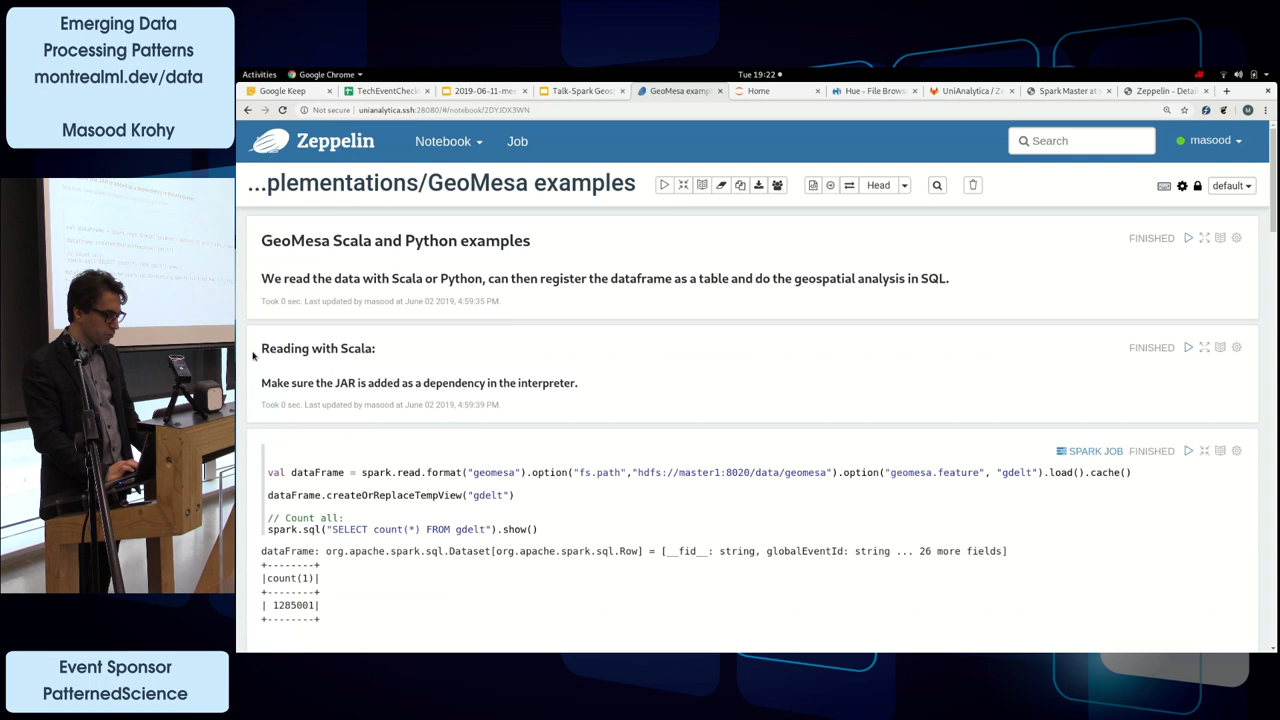 Emerging Data
Processing Patterns
montrealml.dev/data
Masood Krohy
Event Sponsor
PatternedScience
Activities
Google Chrome
Tue 19:22
Google Keep
TechEventCheck
2019-06-11-me
Talk-Spark Geos
GeoMesa examp
Home
Hue - File Brows
UniAnalytica / Z
Spark Master at s
Zeppelin - Detai
Not secure | unianalytica.ssh:28080/#/notebook/2DYJDX3WN
Zeppelin
Notebook
Job
Search
masood
...plementations/GeoMesa examples
Head
default
GeoMesa Scala and Python examples
FINISHED
We read the data with Scala or Python, can then register the dataframe as a table and do the geospatial analysis in SQL.
Took 0 sec. Last updated by masood at June 02 2019, 4:59:35 PM.
Reading with Scala:
FINISHED
Make sure the JAR is added as a dependency in the interpreter.
Took 0 sec. Last updated by masood at June 02 2019, 4:59:39 PM.
SPARK JOB FINISHED
val dataFrame = spark.read.format("geomesa").option("fs.path","hdfs://master1:8020/data/geomesa").option("geomesa.feature", "gdelt").load().cache()
dataFrame.createOrReplaceTempView("gdelt")
// Count all:
spark.sql("SELECT count(*) FROM gdelt").show()
dataFrame: org.apache.spark.sql.Dataset[org.apache.spark.sql.Row] = [__fid__: string, globalEventId: string ... 26 more fields]
+--------+
|count(1)|
+--------+
| 1285001|
+--------+